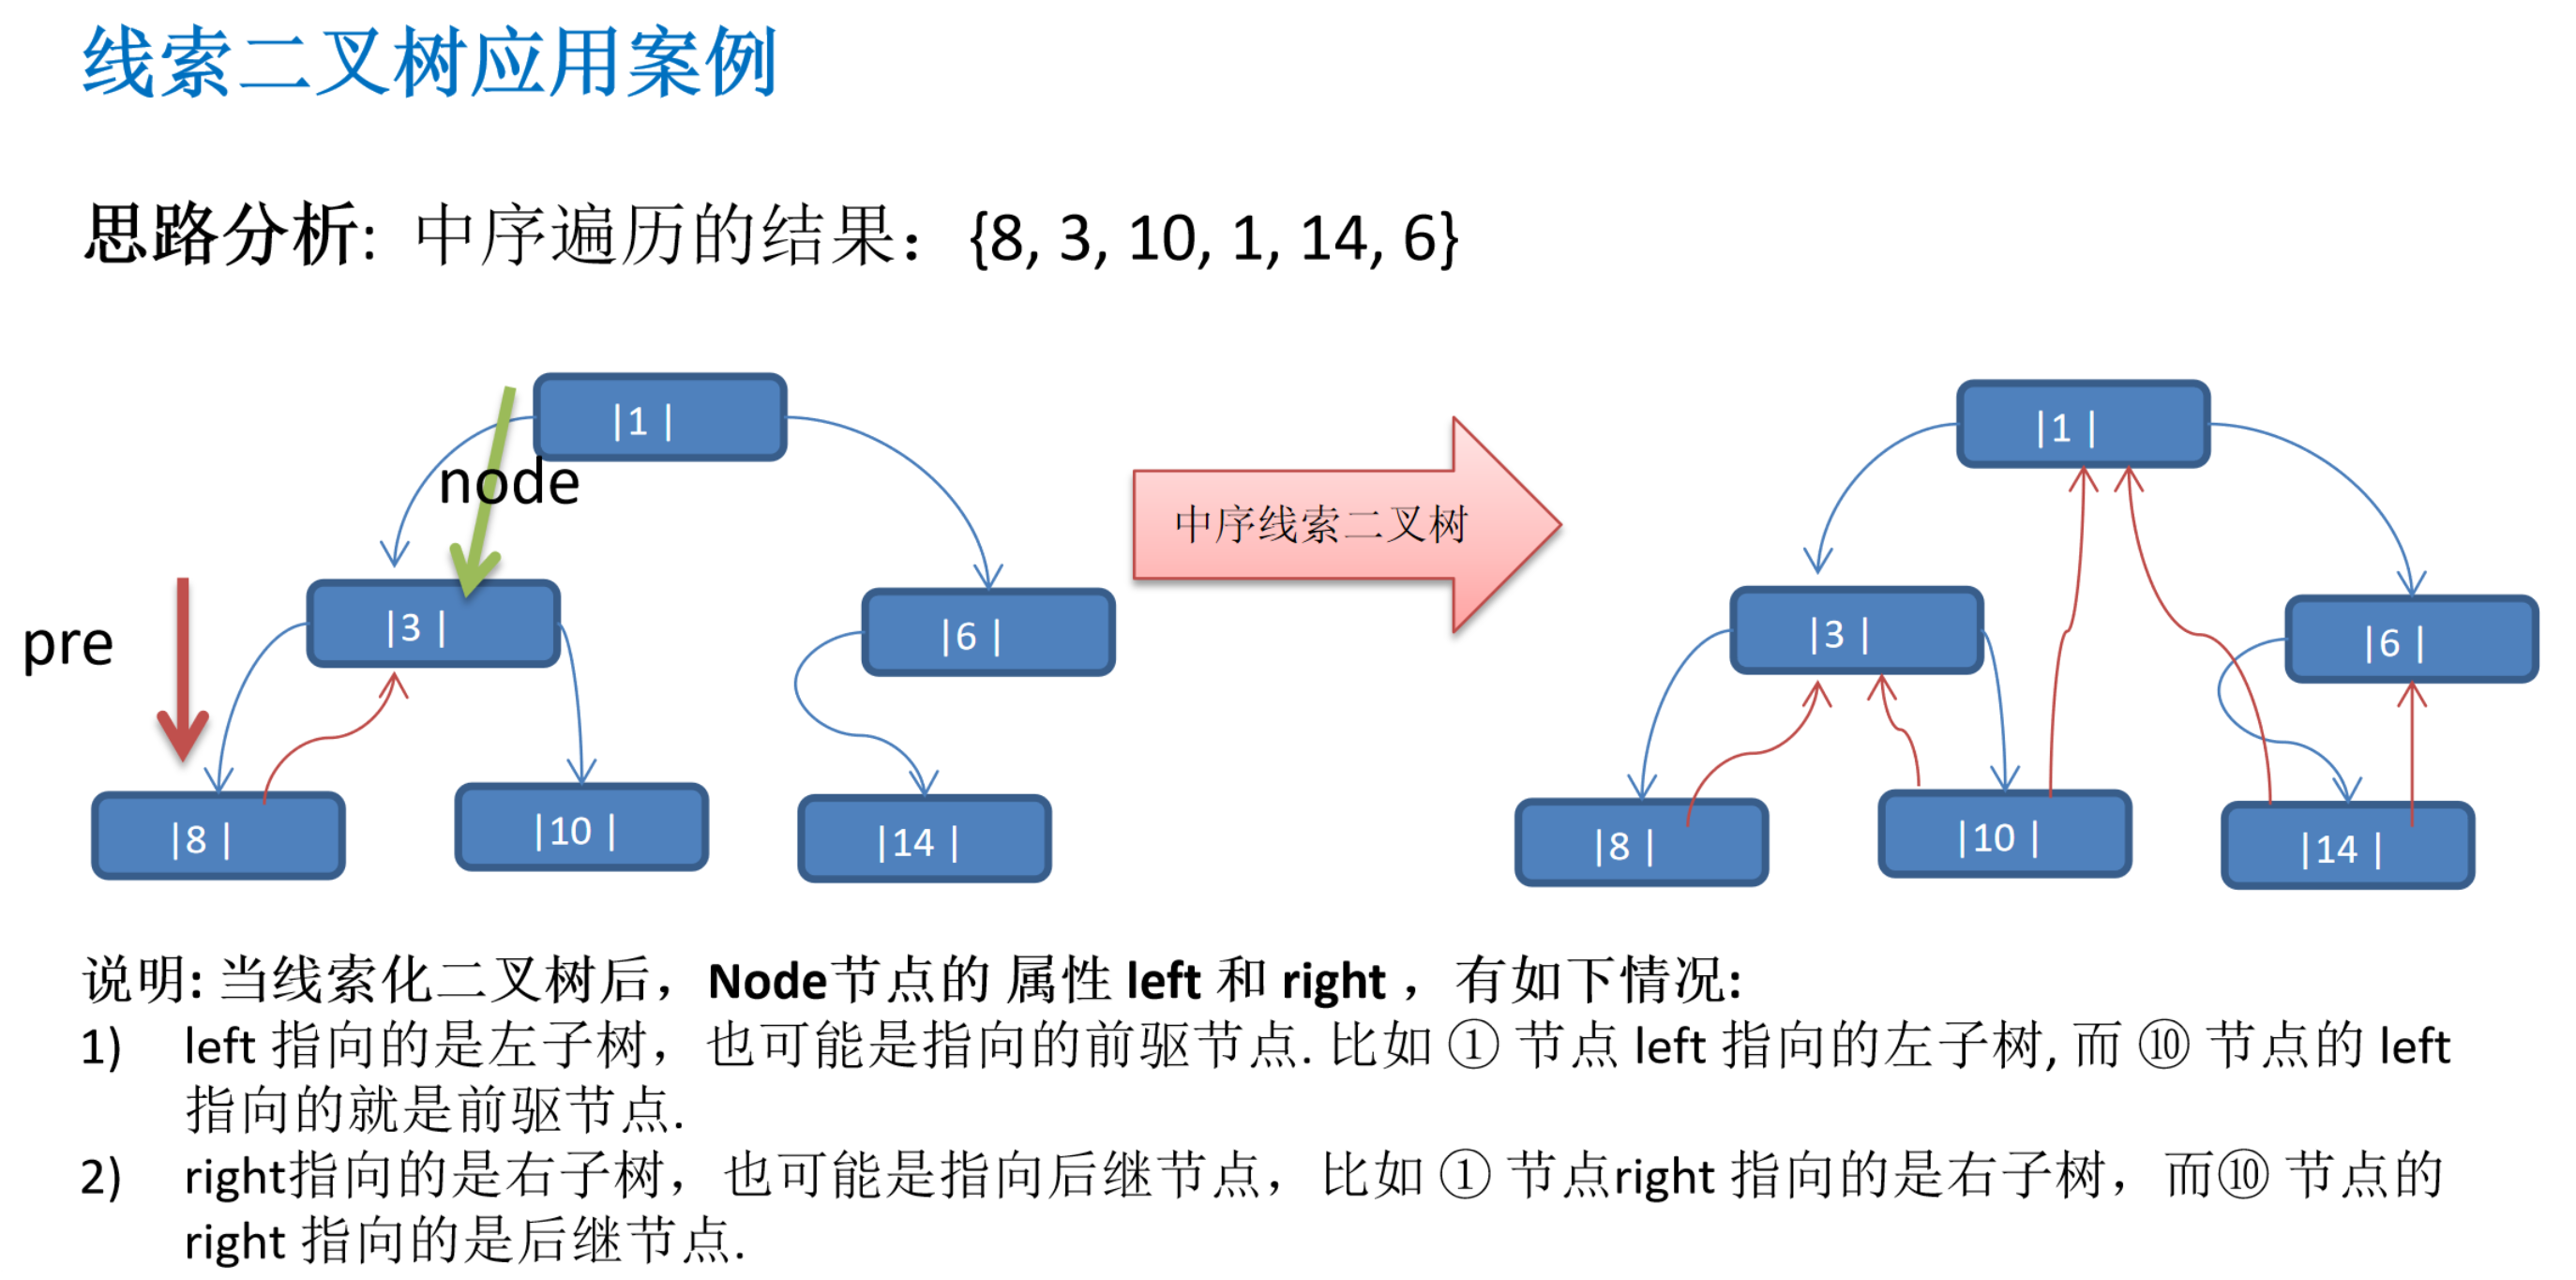 线索二叉树应用案例
思路分析: 中序遍历的结果：{8, 3, 10, 1, 14, 6}
|1 |
node
|3 |
|6 |
pre
|8 |
|10 |
|14 |
中序线索二叉树
|1 |
|3 |
|6 |
|8 |
|10 |
|14 |
说明: 当线索化二叉树后，Node节点的 属性 left 和 right ，有如下情况:
1) left 指向的是左子树，也可能是指向的前驱节点. 比如 ① 节点 left 指向的左子树, 而 ⑩ 节点的 left
指向的就是前驱节点.
2) right指向的是右子树，也可能是指向后继节点，比如 ① 节点right 指向的是右子树，而⑩ 节点的
right 指向的是后继节点.